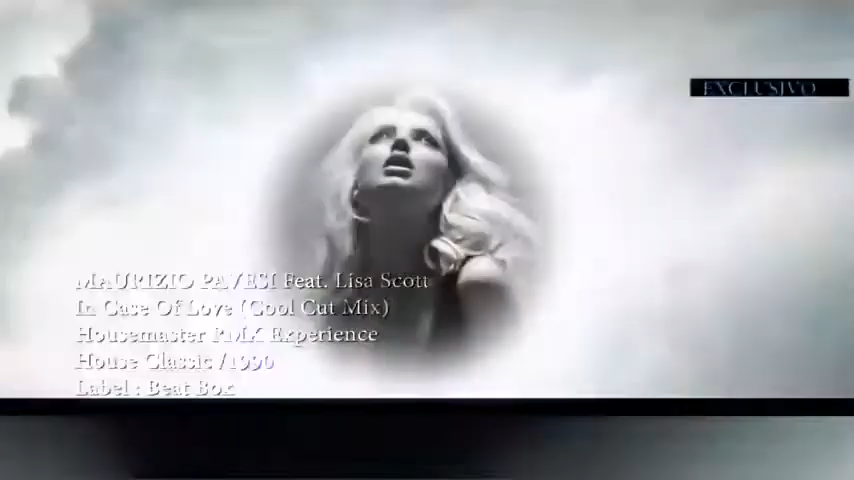 EXCLUSIVO
MAURIZIO PAVESI Feat. Lisa Scott
In Case Of Love (Cool Cut Mix)
Housemaster RMX Experience
House Classic /1990
Label : Beat Box